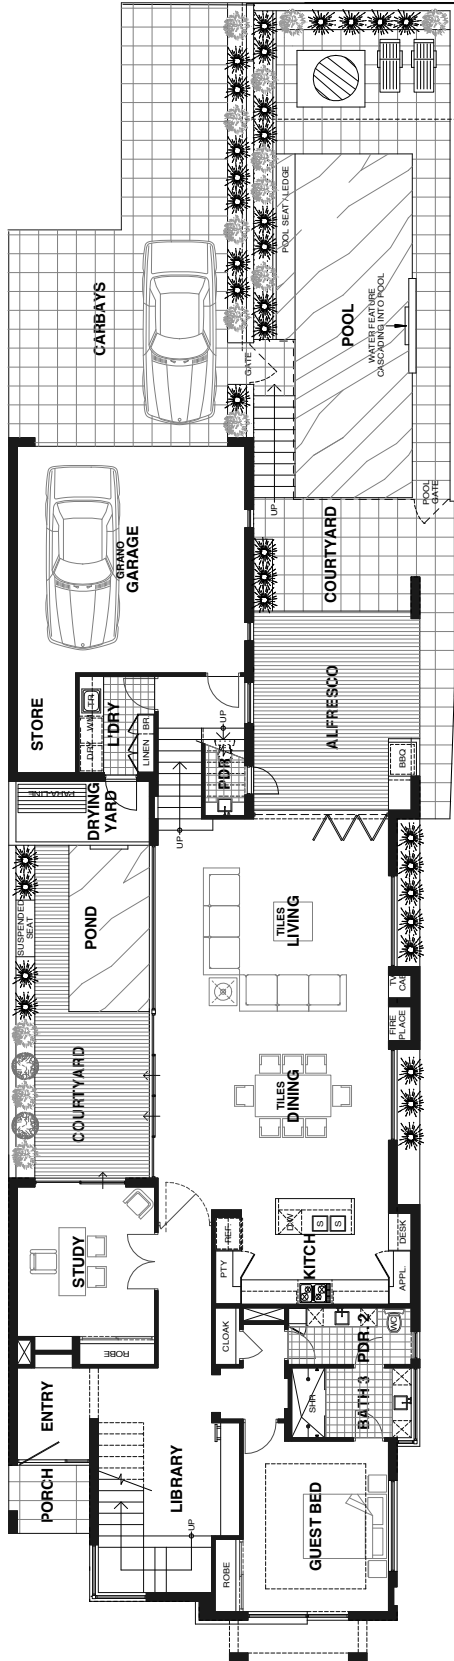 POOL SEAT / LEDGE
CARBAYS
POOL
WATER FEATURE
CASCADING INTO POOL
GATE
UP
POOL
GATE
COURTYARD
GRANO
GARAGE
STORE
L'DRY
DRY
WM
TR
LINEN
BR
UP
PDR.
ALFRESCO
BBQ
DRYING
YARD
PARA-LINE
UP
SUSPENDED
SEAT
POND
TILES
LIVING
TV
CAB
FIRE
PLACE
COURTYARD
TILES
DINING
STUDY
REF.
D/W
S
S
DESK
PTY
KITCH
APPL.
ROBE
CLOAK
WC
PDR. 2
ENTRY
SHR
BATH 3
PORCH
LIBRARY
UP
ROBE
GUEST BED